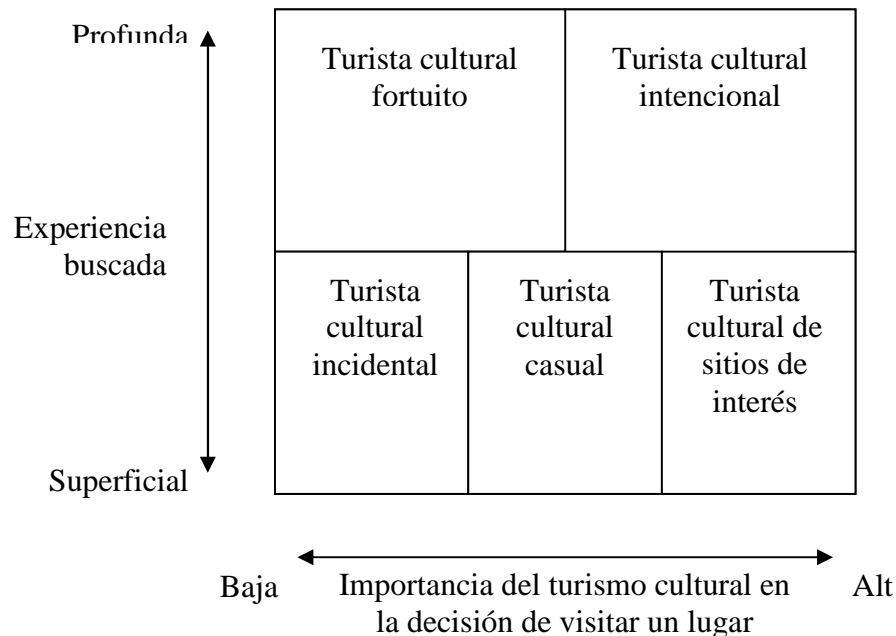 Profunda
Turista cultural
fortuito
Turista cultural
intencional
Experiencia
buscada
Turista
cultural
incidental
Turista
cultural
casual
Turista
cultural de
sitios de
interés
Superficial
Baja
Importancia del turismo cultural en
la decisión de visitar un lugar
Alt